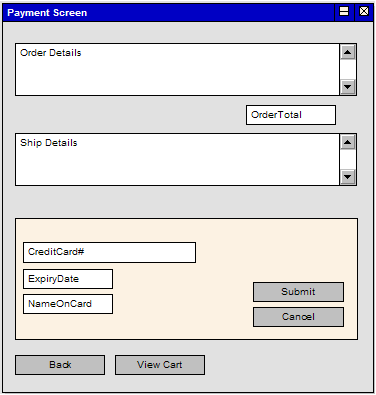 Payment Screen
Order Details
OrderTotal
Ship Details
CreditCard#
ExpiryDate
NameOnCard
Submit
Cancel
Back
View Cart